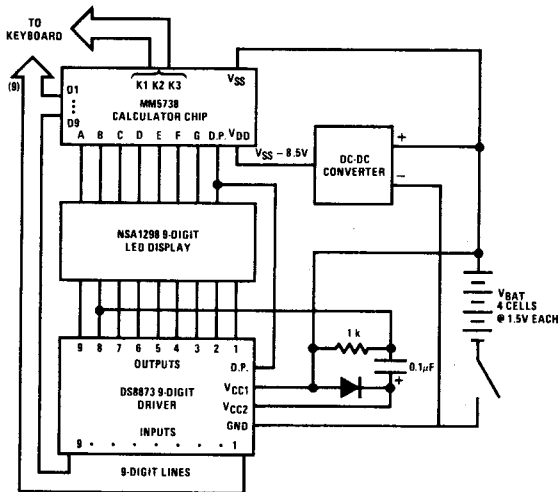 TO
KEYBOARD
(9)
D1
D9
K1 K2 K3
MM5738
CALCULATOR CHIP
VSS
A B C D E F G D.P. VDD
VSS – 8.5V
DC-DC
CONVERTER
+
–
NSA1298 9-DIGIT
LED DISPLAY
VBAT
4 CELLS
@ 1.5V EACH
9 8 7 6 5 4 3 2 1
OUTPUTS
D.P.
1 k
0.1μF
+
DS8873 9-DIGIT
DRIVER
VCC1
VCC2
GND
INPUTS
9 1
9-DIGIT LINES